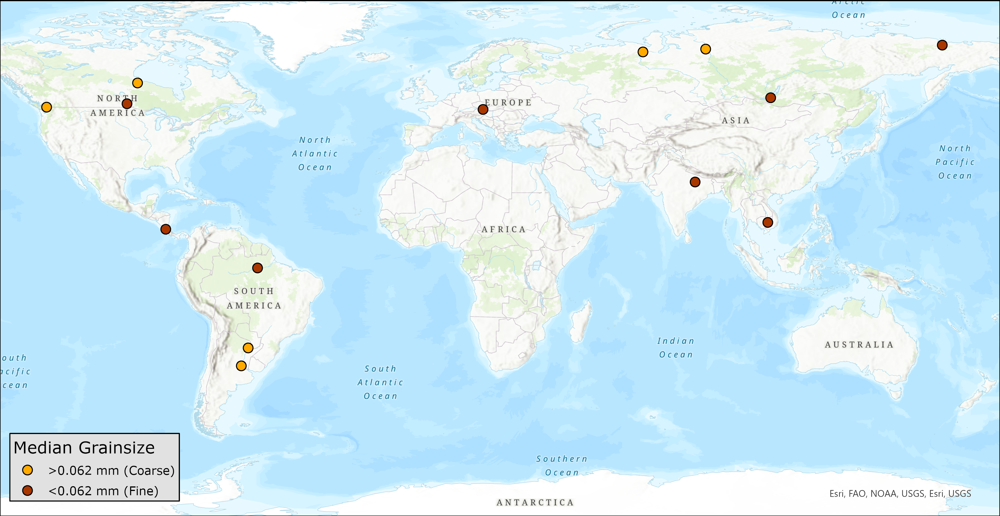 Arctic
Ocean
NORTH
AMERICA
EUROPE
ASIA
North
Atlantic
Ocean
North
Pacific
Ocean
AFRICA
SOUTH
AMERICA
Indian
Ocean
AUSTRALIA
outh
acific
cean
South
Atlantic
Ocean
Southern
Ocean
Median Grainsize
>0.062 mm (Coarse)
<0.062 mm (Fine)
Esri, FAO, NOAA, USGS, Esri, USGS
ANTARCTICA